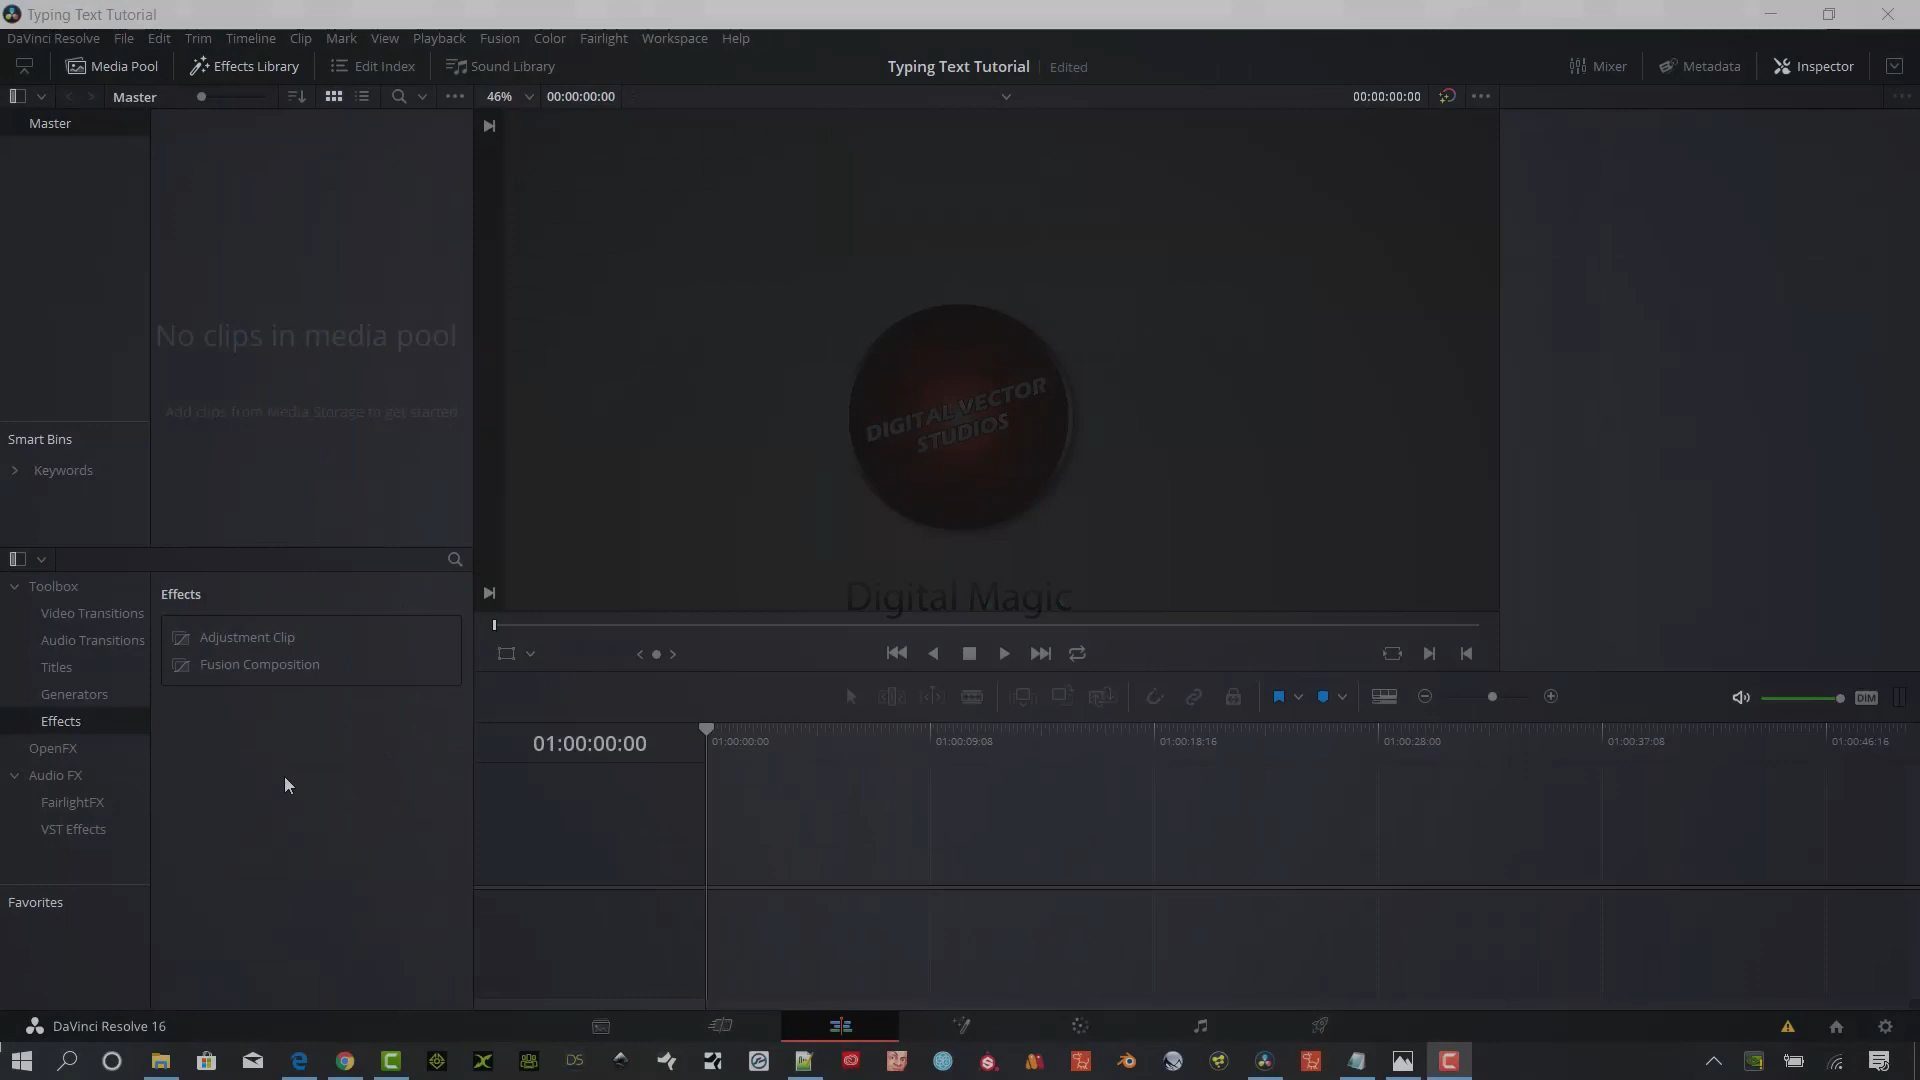 Typing Text Tutorial
DaVinci Resolve File Edit Trim Timeline Clip Mark View Playback Fusion Color Fairlight Workspace Help
Media Pool Effects Library Edit Index Sound Library Typing Text Tutorial Edited Mixer Metadata Inspector
Master 46% 00:00:00:00 00:00:00:00
Master
No clips in media pool
Add clips from Media Storage to get started
DIGITAL VECTOR
STUDIOS
Smart Bins
Keywords
Toolbox
Effects
Digital Magic
Video Transitions
Adjustment Clip
Audio Transitions
Fusion Composition
Titles
Generators
DIM
Effects
01:00:00:00 01:00:00:00 01:00:09:08 01:00:18:16 01:00:28:00 01:00:37:08 01:00:46:16
OpenFX
Audio FX
FairlightFX
VST Effects
Favorites
DaVinci Resolve 16
DS